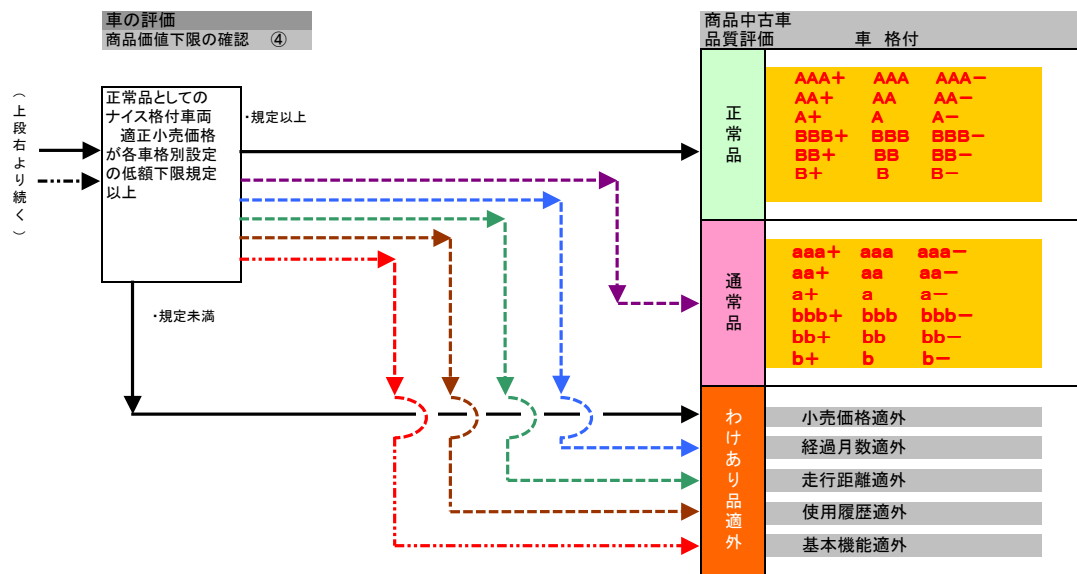 車の評価
商品価値下限の確認 ④
商品中古車
品質評価 車 格付
（上段右より続く）
正常品としての
ナイス格付車両
適正小売価格
が各車格別設定
の低額下限規定
以上
・規定以上
・規定未満
正常品
AAA+ AAA AAA−
AA+ AA AA−
A+ A A−
BBB+ BBB BBB−
BB+ BB BB−
B+ B B−
通常品
aaa+ aaa aaa−
aa+ aa aa−
a+ a a−
bbb+ bbb bbb−
bb+ bb bb−
b+ b b−
わけあり品適外
小売価格適外
経過月数適外
走行距離適外
使用履歴適外
基本機能適外